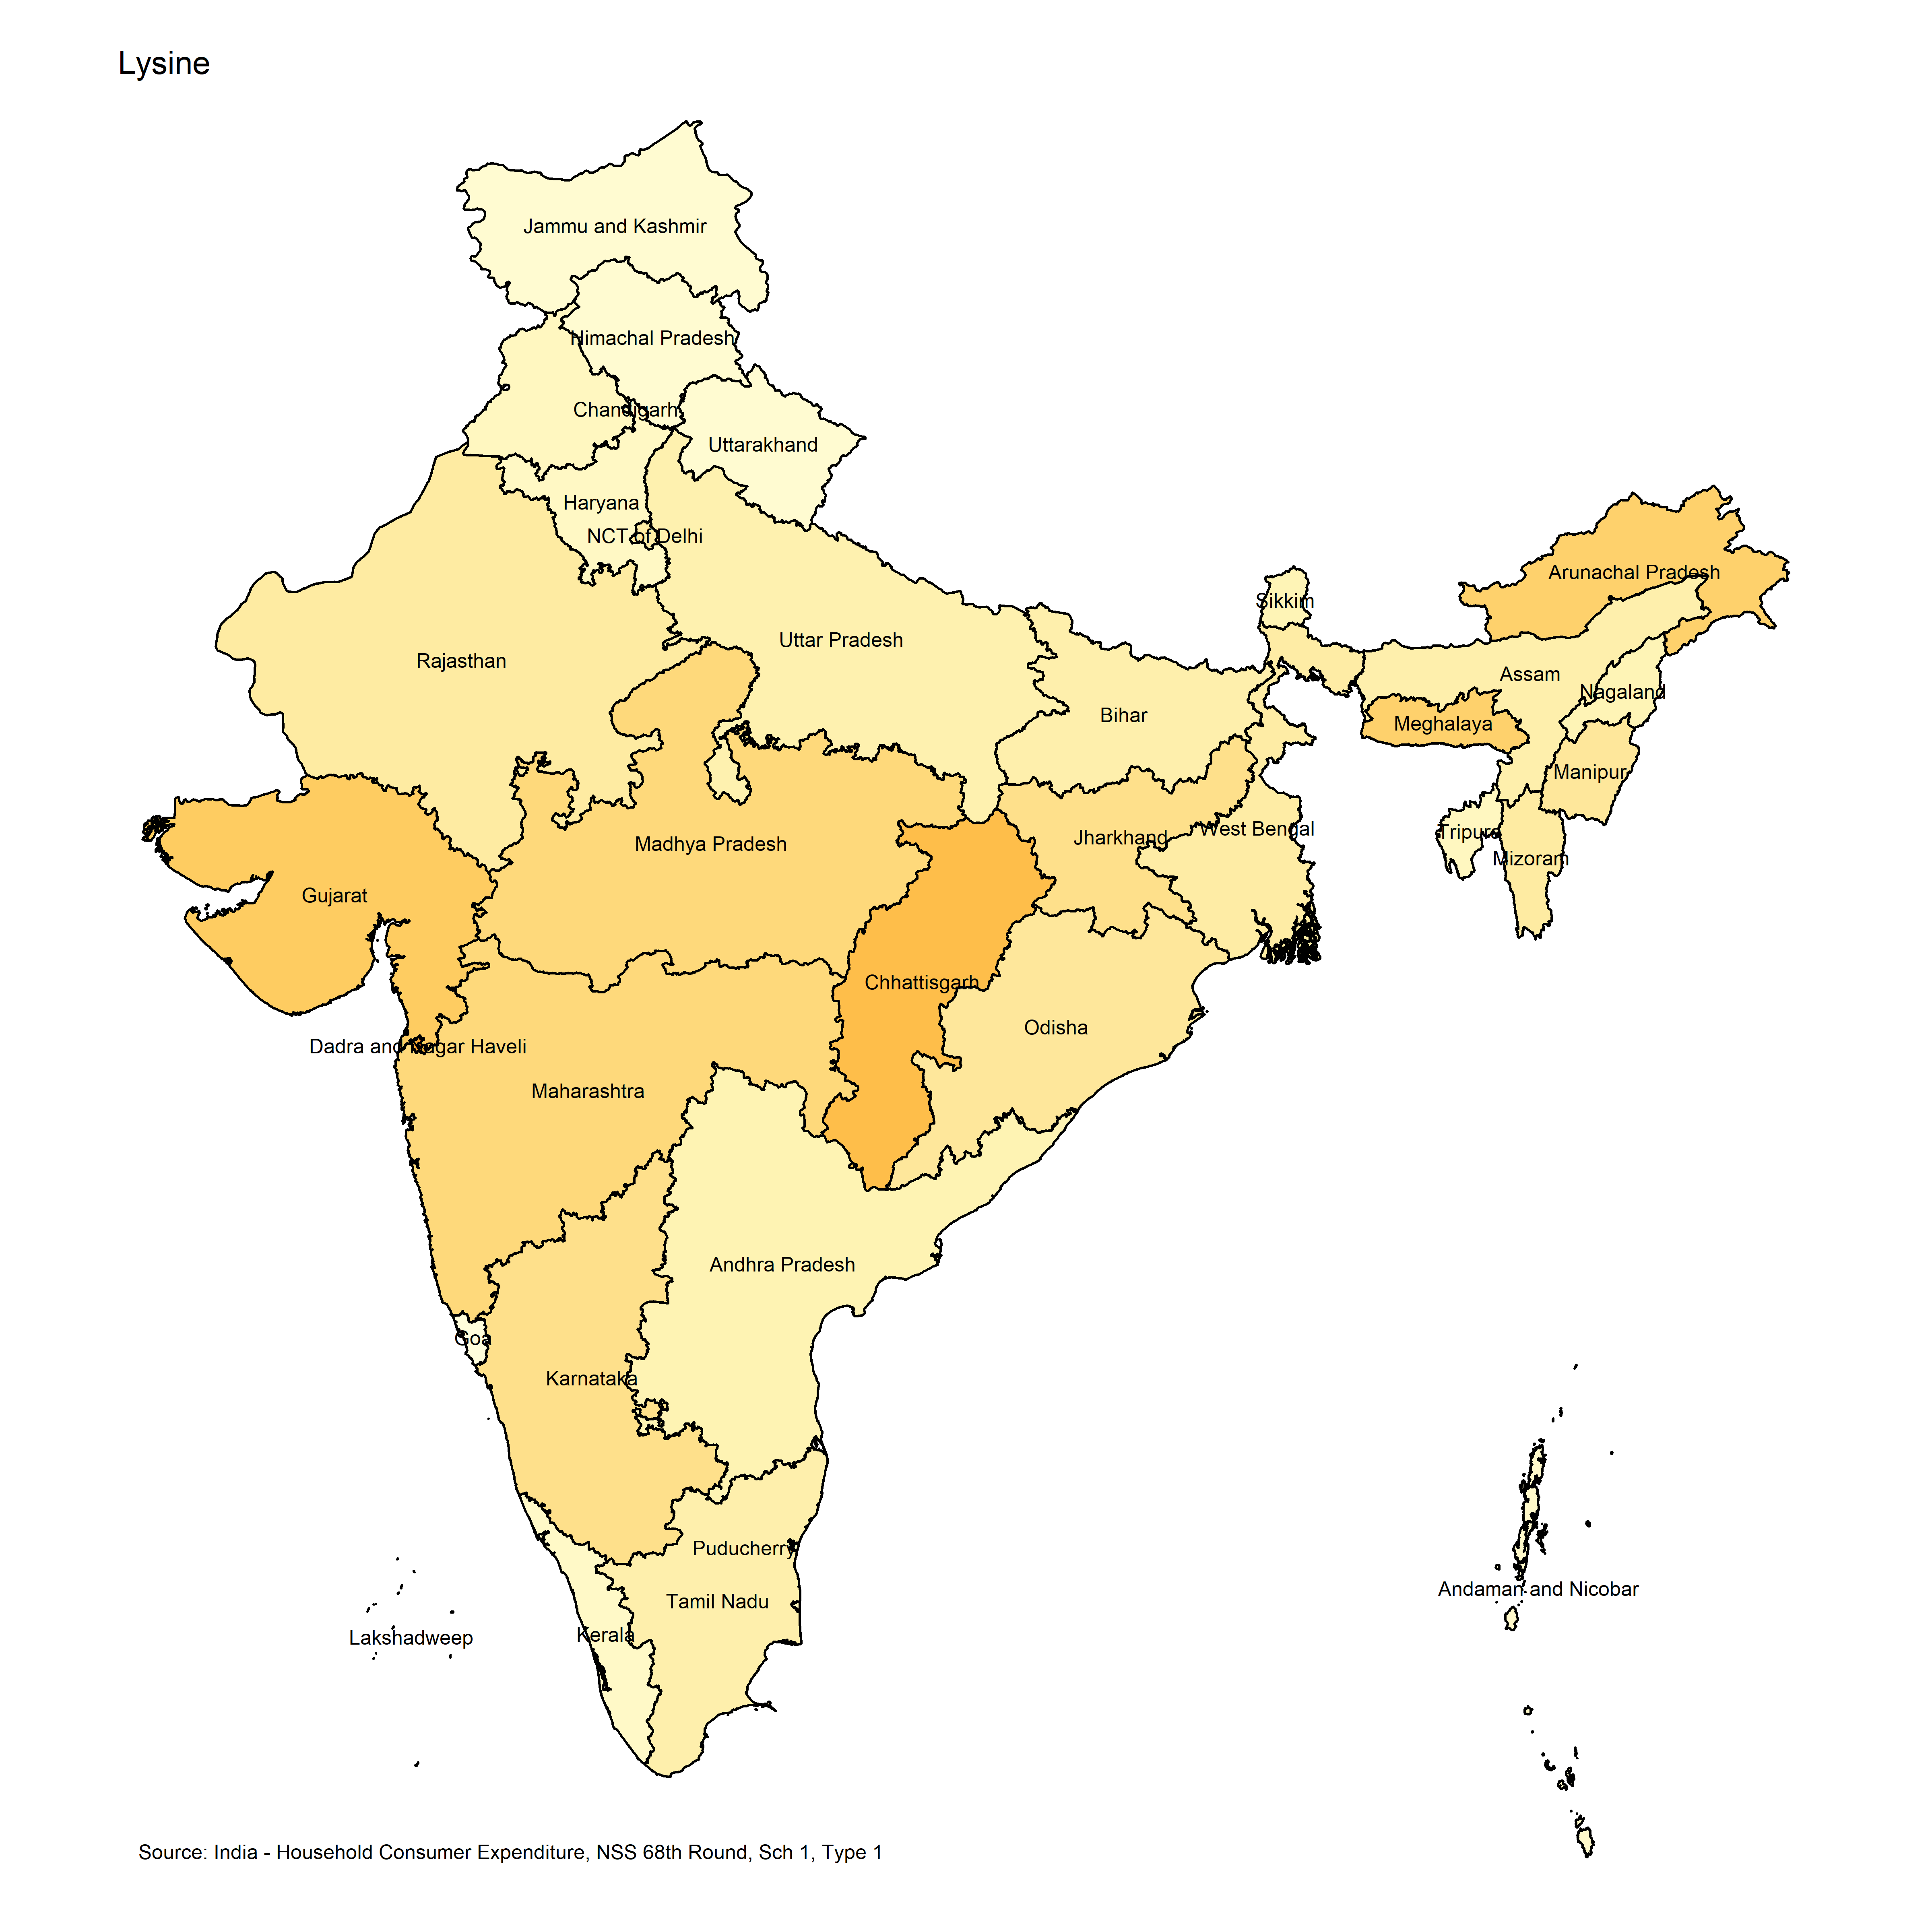 Lysine
Jammu and Kashmir
Himachal Pradesh
Chandigarh
Uttarakhand
Haryana
NCT of Delhi
Arunachal Pradesh
Sikkim
Uttar Pradesh
Rajasthan
Assam
Nagaland
Bihar
Meghalaya
Manipur
Jharkhand
West Bengal
Tripura
Madhya Pradesh
Mizoram
Gujarat
Chhattisgarh
Odisha
Dadra and Nagar Haveli
Maharashtra
Andhra Pradesh
Goa
Karnataka
Puducherry
Andaman and Nicobar
Tamil Nadu
Kerala
Lakshadweep
Source: India - Household Consumer Expenditure, NSS 68th Round, Sch 1, Type 1